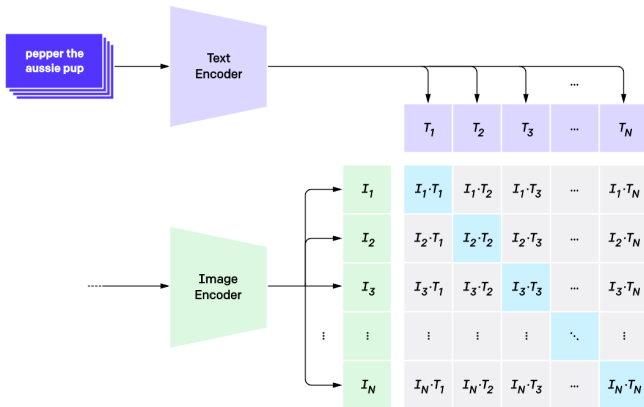 pepper the
aussie pup
Text
Encoder
...
T1 T2 T3 ... TN
I1 I1·T1 I1·T2 I1·T3 ... I1·TN
I2 I2·T1 I2·T2 I2·T3 ... I2·TN
Image
Encoder
I3 I3·T1 I3·T2 I3·T3 ... I3·TN
⋮ ⋮ ⋮ ⋮ ⋮ ⋱ ⋮
IN IN·T1 IN·T2 IN·T3 ... IN·TN